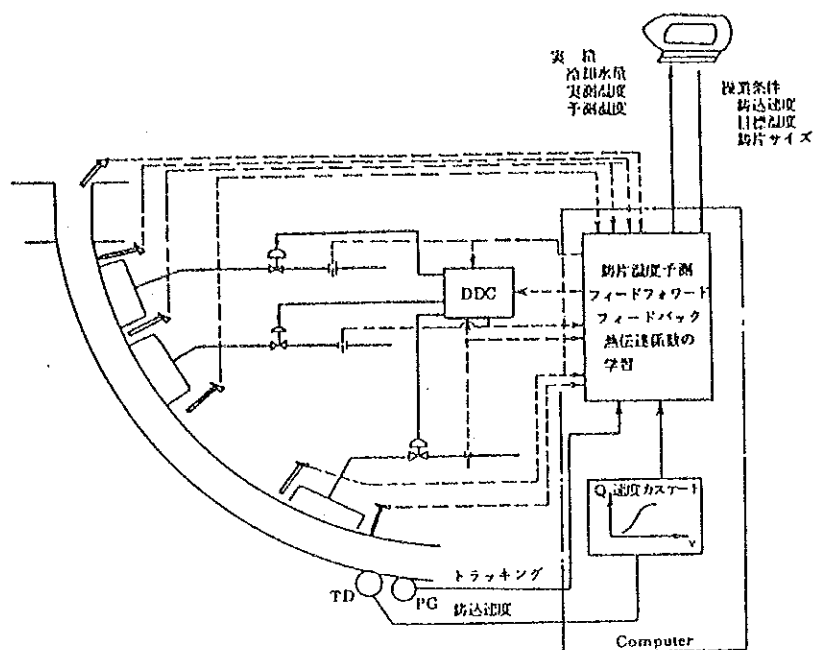 実績
冷却水量
実測温度
予測温度
操業条件
鋳込速度
目標温度
鋳片サイズ
鋳片温度予測
フィードフォワード
フィードバック
熱伝達係数の
学習
DDC
Q 速度カスケード
V
トラッキング
TD
PG
鋳込速度
Computer